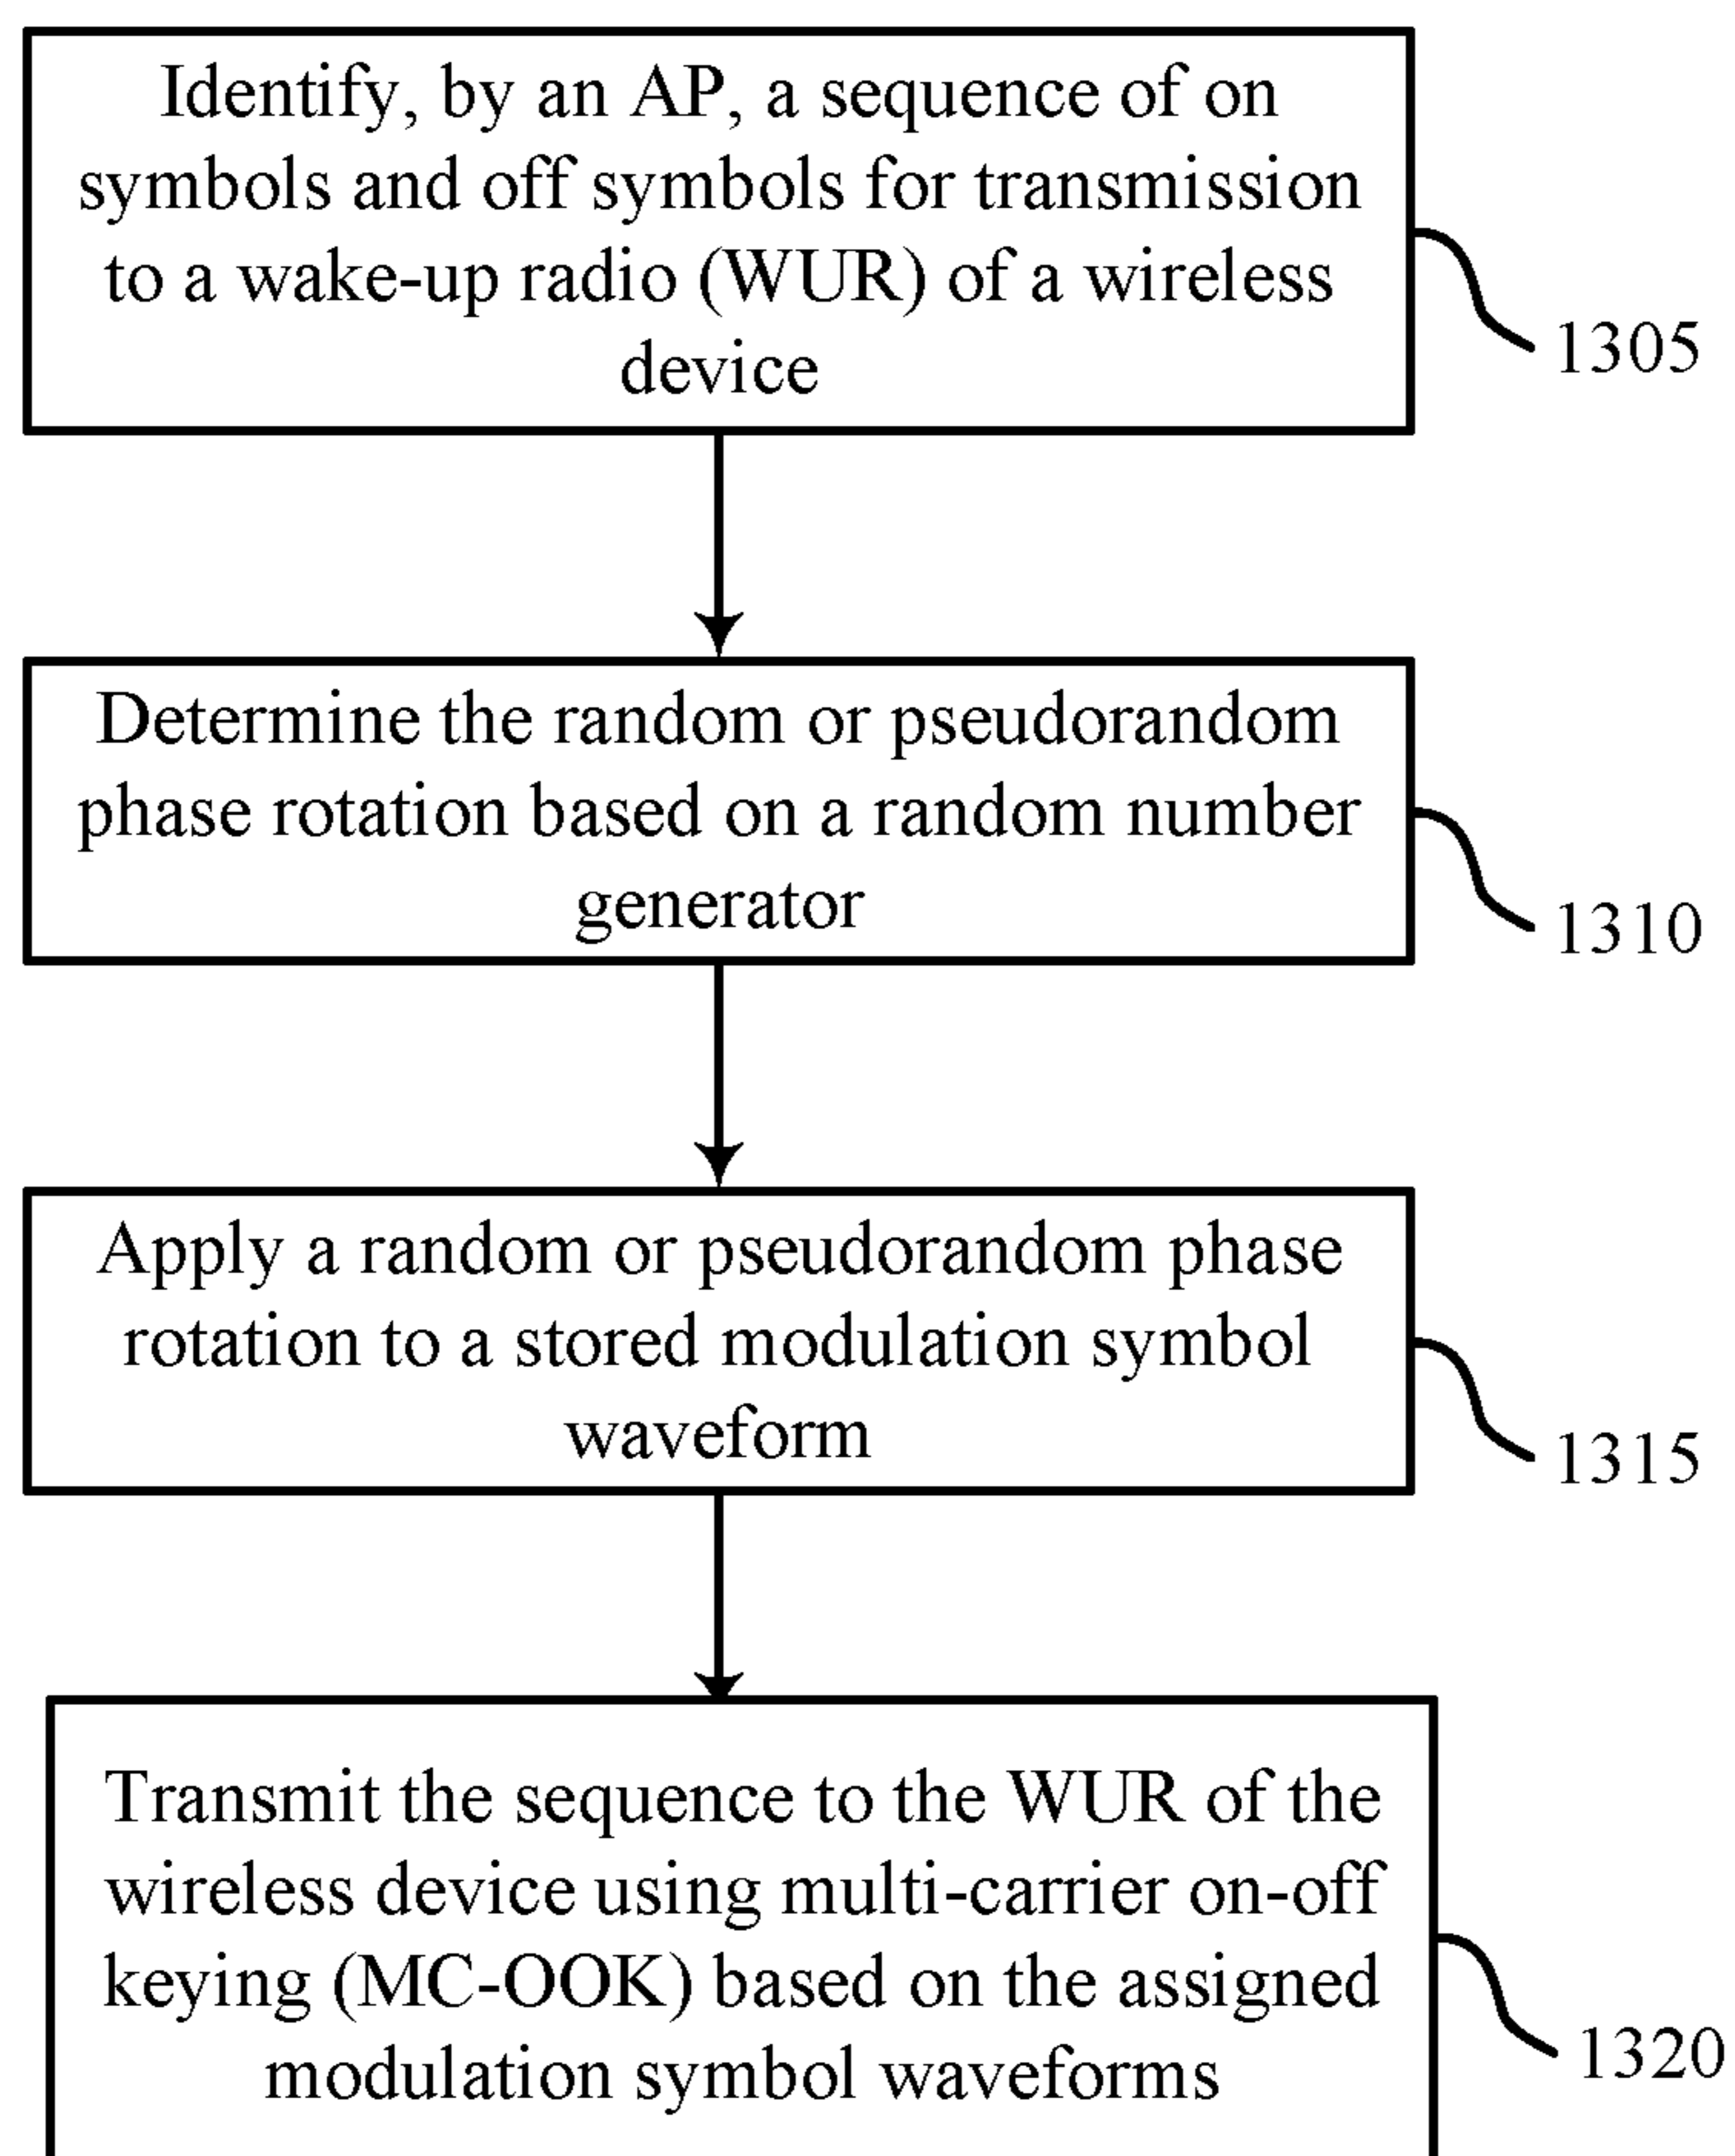 Identify, by an AP, a sequence of on
symbols and off symbols for transmission
to a wake-up radio (WUR) of a wireless
device
1305
Determine the random or pseudorandom
phase rotation based on a random number
generator
1310
Apply a random or pseudorandom phase
rotation to a stored modulation symbol
waveform
1315
Transmit the sequence to the WUR of the
wireless device using multi-carrier on-off
keying (MC-OOK) based on the assigned
modulation symbol waveforms
1320